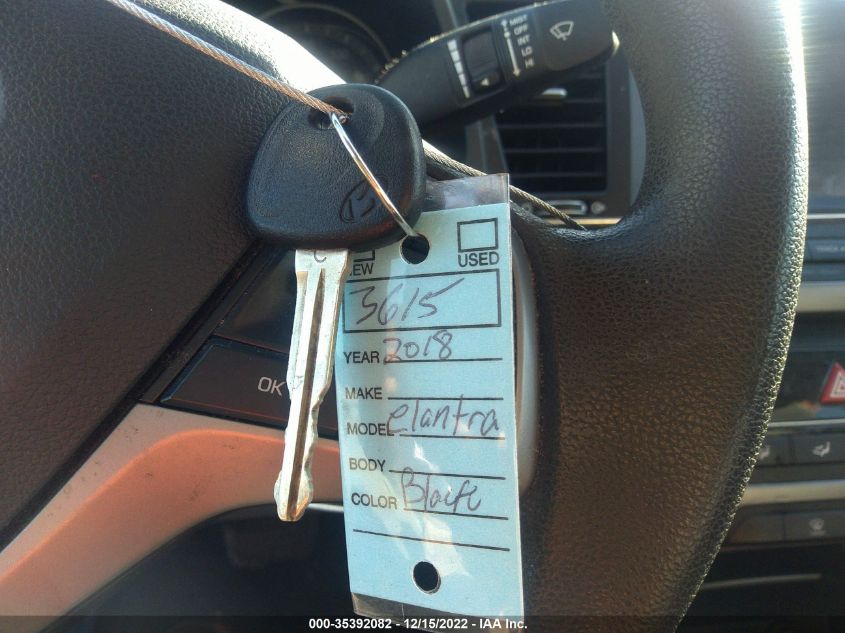 MIST
OFF
INT
LO
HI
EW
USED
3615
YEAR 2018
MAKE
MODEL elantra
BODY
COLOR Black
OK
000-35392082 - 12/15/2022 - IAA Inc.